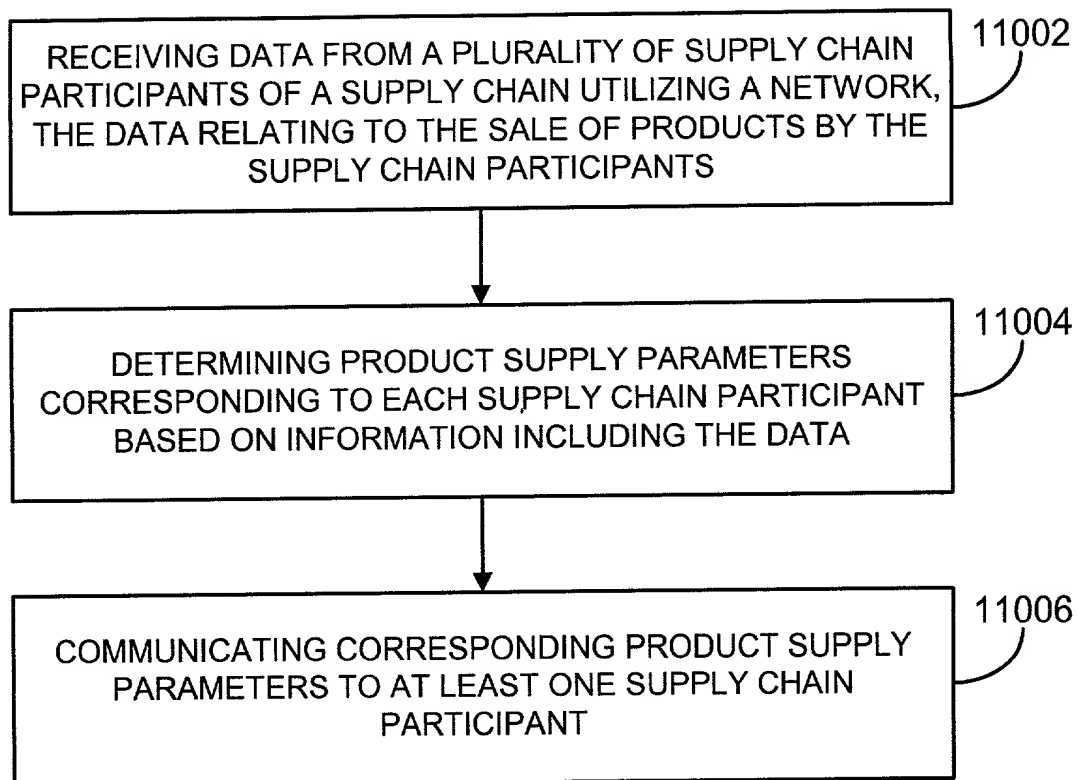 RECEIVING DATA FROM A PLURALITY OF SUPPLY CHAIN
PARTICIPANTS OF A SUPPLY CHAIN UTILIZING A NETWORK,
THE DATA RELATING TO THE SALE OF PRODUCTS BY THE
SUPPLY CHAIN PARTICIPANTS
11002
DETERMINING PRODUCT SUPPLY PARAMETERS
CORRESPONDING TO EACH SUPPLY CHAIN PARTICIPANT
BASED ON INFORMATION INCLUDING THE DATA
11004
COMMUNICATING CORRESPONDING PRODUCT SUPPLY
PARAMETERS TO AT LEAST ONE SUPPLY CHAIN
PARTICIPANT
11006